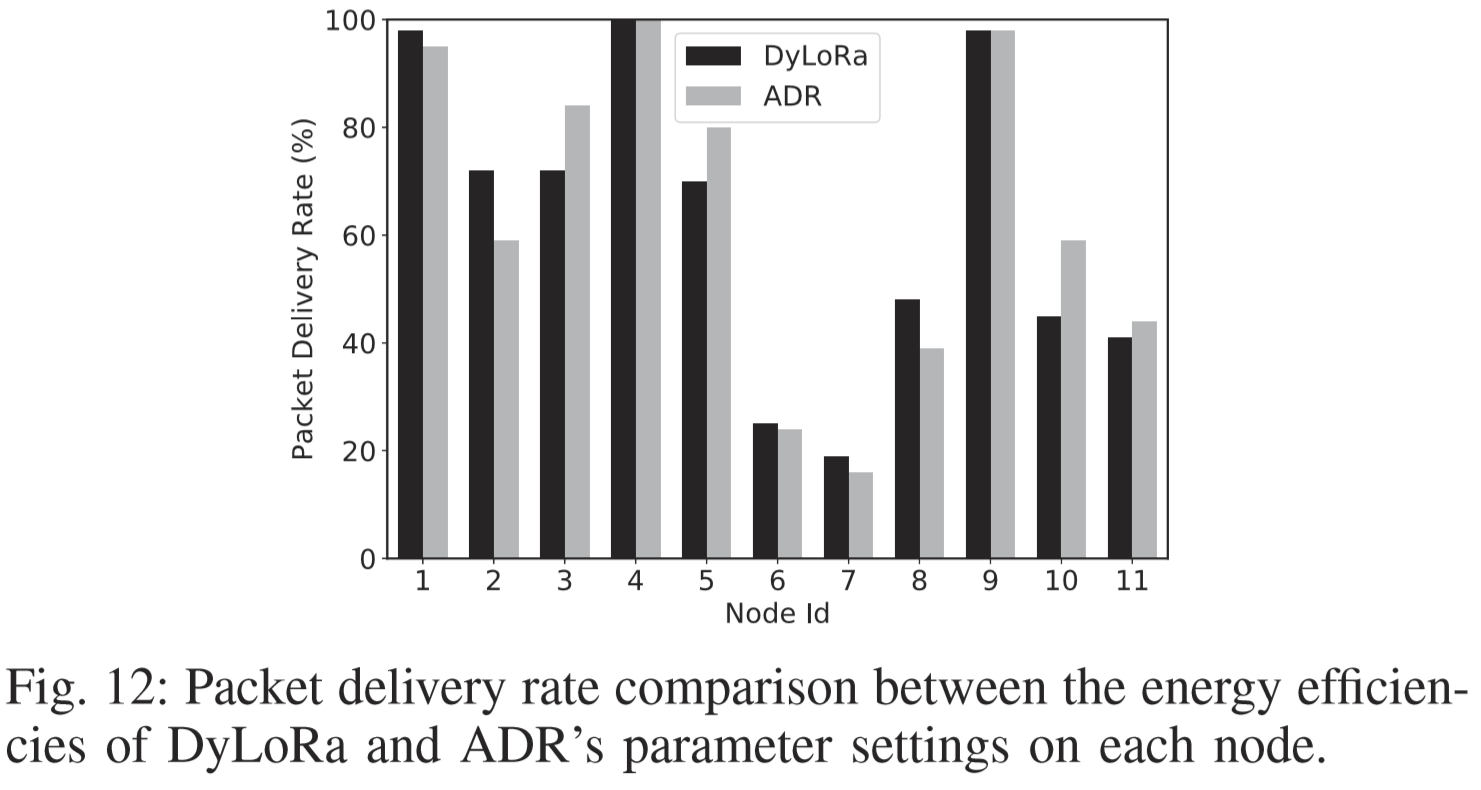 100
80
60
40
20
0
Packet Delivery Rate (%)
DyLoRa
ADR
1 2 3 4 5 6 7 8 9 10 11
Node Id
Fig. 12: Packet delivery rate comparison between the energy efficien-
cies of DyLoRa and ADR's parameter settings on each node.